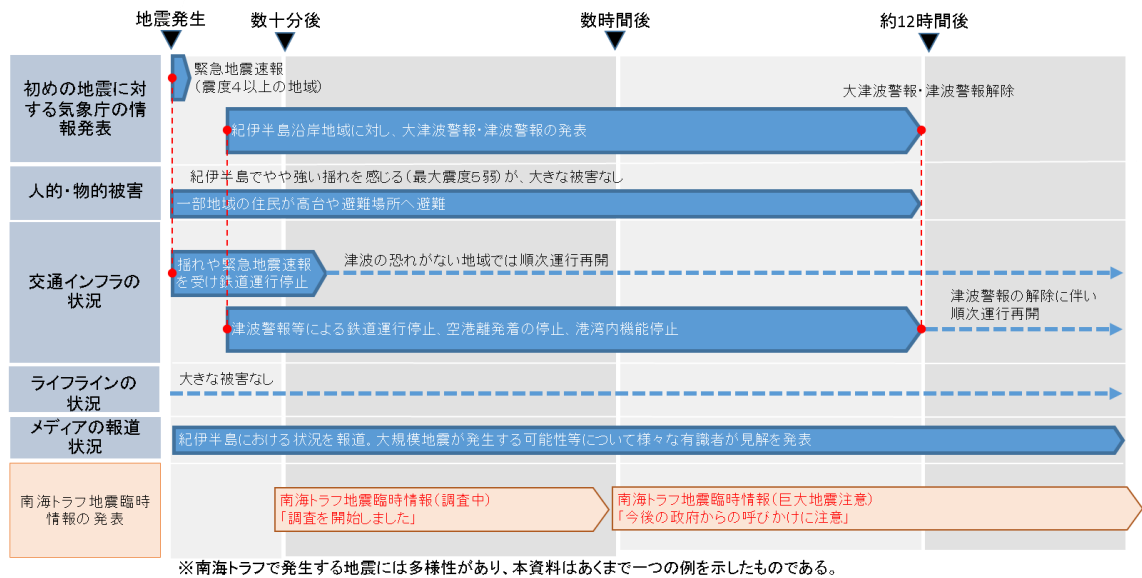 地震発生
数十分後
数時間後
約12時間後
初めの地震に対
する気象庁の情
報発表
緊急地震速報
(震度4以上の地域)
大津波警報・津波警報解除
紀伊半島沿岸地域に対し、大津波警報・津波警報の発表
人的・物的被害
紀伊半島でやや強い揺れを感じる(最大震度5弱)が、大きな被害なし
一部地域の住民が高台や避難場所へ避難
交通インフラの
状況
揺れや緊急地震速報
を受け鉄道運行停止
津波の恐れがない地域では順次運行再開
津波警報の解除に伴い
順次運行再開
津波警報等による鉄道運行停止、空港離発着の停止、港湾内機能停止
ライフラインの
状況
大きな被害なし
メディアの報道
状況
紀伊半島における状況を報道。大規模地震が発生する可能性等について様々な有識者が見解を発表
南海トラフ地震臨時
情報の発表
南海トラフ地震臨時情報(調査中)
「調査を開始しました」
南海トラフ地震臨時情報(巨大地震注意)
「今後の政府からの呼びかけに注意」
※南海トラフで発生する地震には多様性があり、本資料はあくまで一つの例を示したものである。